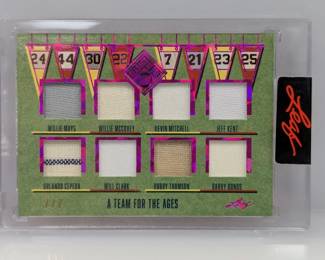 24 44 30 22 7 21 23 25
WILLIE MAYS WILLIE MCCOVEY KEVIN MITCHELL JEFF KENT
ORLANDO CEPEDA WILL CLARK BOBBY THOMSON BARRY BONDS
A TEAM FOR THE AGES
Leaf
Leaf